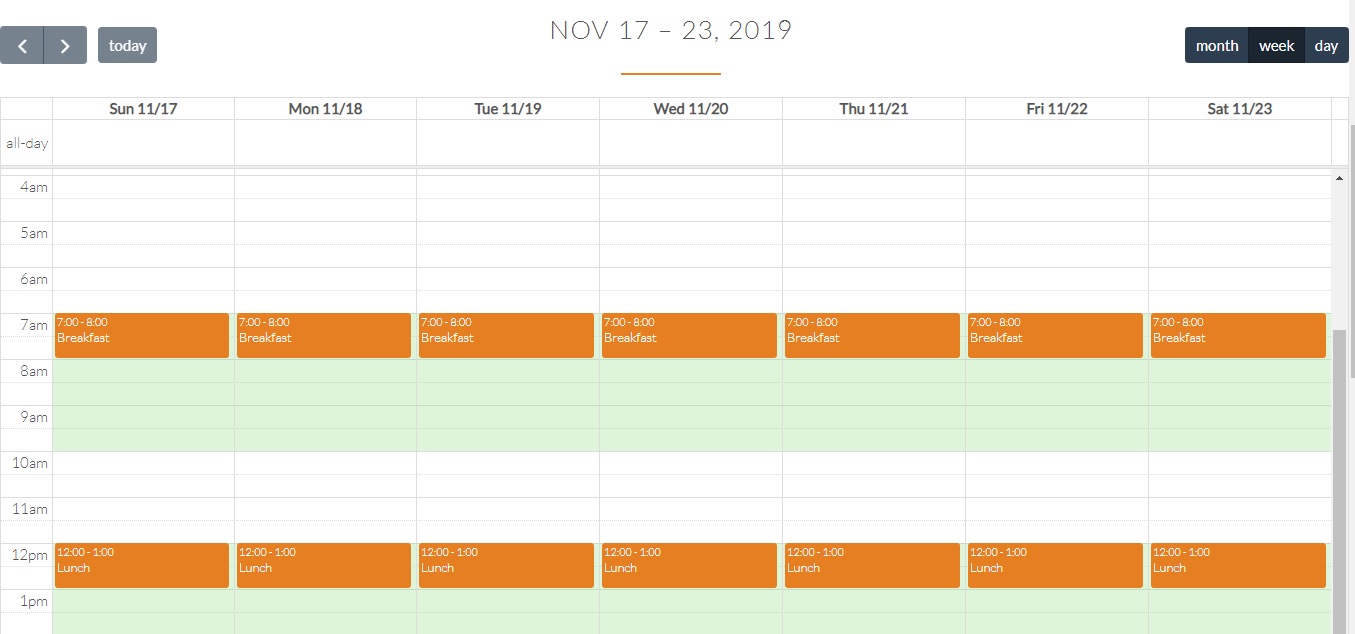 NOV 17 – 23, 2019
today
month week day
Sun 11/17 Mon 11/18 Tue 11/19 Wed 11/20 Thu 11/21 Fri 11/22 Sat 11/23
all-day
4am
5am
6am
7am 7:00 - 8:00 7:00 - 8:00 7:00 - 8:00 7:00 - 8:00 7:00 - 8:00 7:00 - 8:00 7:00 - 8:00
Breakfast Breakfast Breakfast Breakfast Breakfast Breakfast Breakfast
8am
9am
10am
11am
12pm 12:00 - 1:00 12:00 - 1:00 12:00 - 1:00 12:00 - 1:00 12:00 - 1:00 12:00 - 1:00 12:00 - 1:00
Lunch Lunch Lunch Lunch Lunch Lunch Lunch
1pm